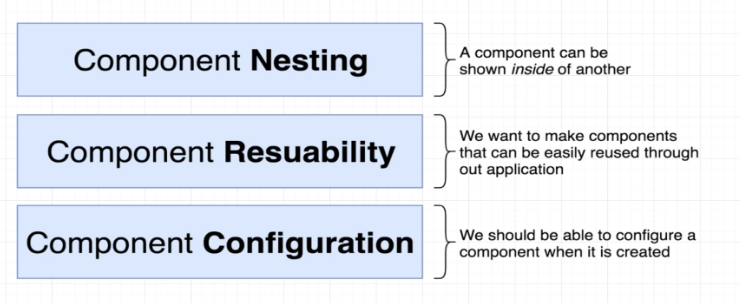 Component Nesting
A component can be
shown inside of another
Component Resuability
We want to make components
that can be easily reused through
out application
Component Configuration
We should be able to configure a
component when it is created